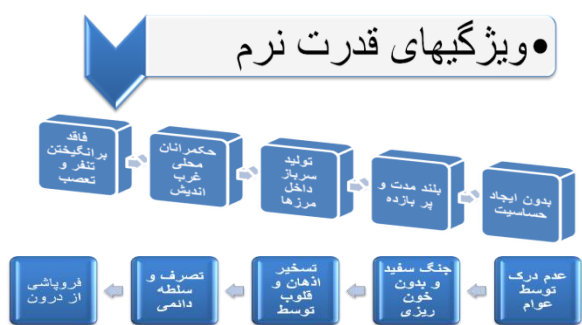 •ویژگیهای قدرت نرم
بدون ایجاد
حساسیت
بلند مدت و
پر بازده
تولید
سرباز
داخل
مرزها
حکمرانان
محلی
غرب
اندیش
فاقد
برانگیختن
تنفر و
تعصب
عدم درک
توسط
عوام
جنگ سفید
و بدون
خون
ریزی
تسخیر
اذهان و
قلوب
توسط
تصرف و
سلطه
دائمی
فروپاشی
از درون